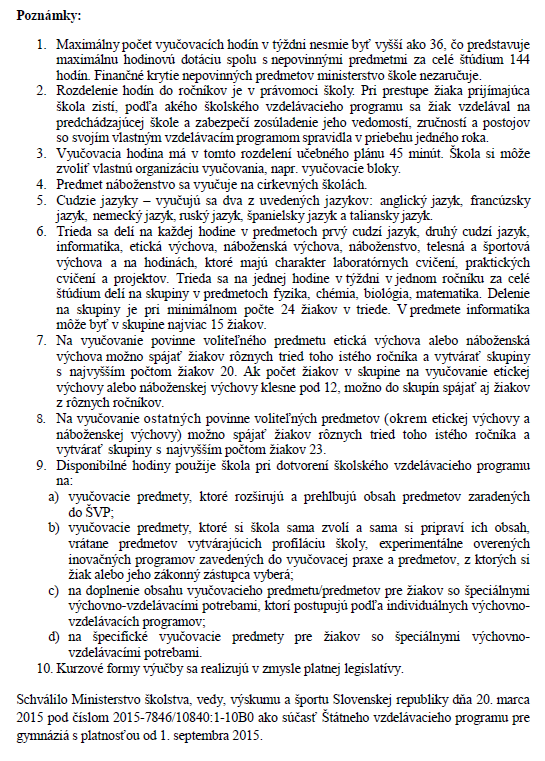 Poznámky:
1. Maximálny počet vyučovacích hodín v týždni nesmie byť vyšší ako 36, čo predstavuje
maximálnu hodinovú dotáciu spolu s nepovinnými predmetmi za celé štúdium 144
hodín. Finančné krytie nepovinných predmetov ministerstvo škole nezaručuje.
2. Rozdelenie hodín do ročníkov je v právomoci školy. Pri prestupe žiaka prijímajúca
škola zistí, podľa akého školského vzdelávacieho programu sa žiak vzdelával na
predchádzajúcej škole a zabezpečí zosúladenie jeho vedomostí, zručností a postojov
so svojím vlastným vzdelávacím programom spravidla v priebehu jedného roka.
3. Vyučovacia hodina má v tomto rozdelení učebného plánu 45 minút. Škola si môže
zvoliť vlastnú organizáciu vyučovania, napr. vyučovacie bloky.
4. Predmet náboženstvo sa vyučuje na cirkevných školách.
5. Cudzie jazyky – vyučujú sa dva z uvedených jazykov: anglický jazyk, francúzsky
jazyk, nemecký jazyk, ruský jazyk, španielsky jazyk a taliansky jazyk.
6. Trieda sa delí na každej hodine v predmetoch prvý cudzí jazyk, druhý cudzí jazyk,
informatika, etická výchova, náboženská výchova, náboženstvo, telesná a športová
výchova a na hodinách, ktoré majú charakter laboratórnych cvičení, praktických
cvičení a projektov. Trieda sa na jednej hodine v týždni v jednom ročníku za celé
štúdium delí na skupiny v predmetoch fyzika, chémia, biológia, matematika. Delenie
na skupiny je pri minimálnom počte 24 žiakov v triede. V predmete informatika
môže byť v skupine najviac 15 žiakov.
7. Na vyučovanie povinne voliteľného predmetu etická výchova alebo náboženská
výchova možno spájať žiakov rôznych tried toho istého ročníka a vytvárať skupiny
s najvyšším počtom žiakov 20. Ak počet žiakov v skupine na vyučovanie etickej
výchovy alebo náboženskej výchovy klesne pod 12, možno do skupín spájať aj žiakov
z rôznych ročníkov.
8. Na vyučovanie ostatných povinne voliteľných predmetov (okrem etickej výchovy a
náboženskej výchovy) možno spájať žiakov rôznych tried toho istého ročníka a
vytvárať skupiny s najvyšším počtom žiakov 23.
9. Disponibilné hodiny použije škola pri dotvorení školského vzdelávacieho programu
na:
a) vyučovacie predmety, ktoré rozširujú a prehlbujú obsah predmetov zaradených
do ŠVP;
b) vyučovacie predmety, ktoré si škola sama zvolí a sama si pripraví ich obsah,
vrátane predmetov vytvárajúcich profiláciu školy, experimentálne overených
inovačných programov zavedených do vyučovacej praxe a predmetov, z ktorých si
žiak alebo jeho zákonný zástupca vyberá;
c) na doplnenie obsahu vyučovacieho predmetu/predmetov pre žiakov so špeciálnymi
výchovno-vzdelávacími potrebami, ktorí postupujú podľa individuálnych výchovno-
vzdelávacích programov;
d) na špecifické vyučovacie predmety pre žiakov so špeciálnymi výchovno-
vzdelávacími potrebami.
10. Kurzové formy výučby sa realizujú v zmysle platnej legislatívy.
Schválilo Ministerstvo školstva, vedy, výskumu a športu Slovenskej republiky dňa 20. marca
2015 pod číslom 2015-7846/10840:1-10B0 ako súčasť Štátneho vzdelávacieho programu pre
gymnáziá s platnosťou od 1. septembra 2015.